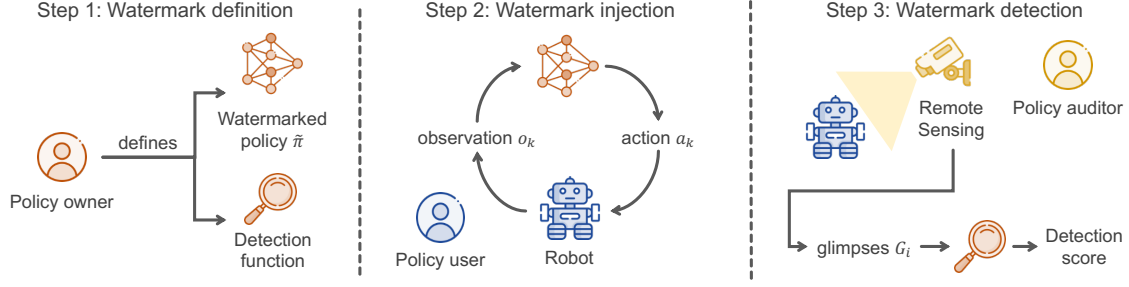 Step 1: Watermark definition
Policy owner
defines
Watermarked
policy π̃
Detection
function
Step 2: Watermark injection
observation oₖ
action aₖ
Policy user
Robot
Step 3: Watermark detection
Remote
Sensing
Policy auditor
glimpses Gᵢ
Detection
score